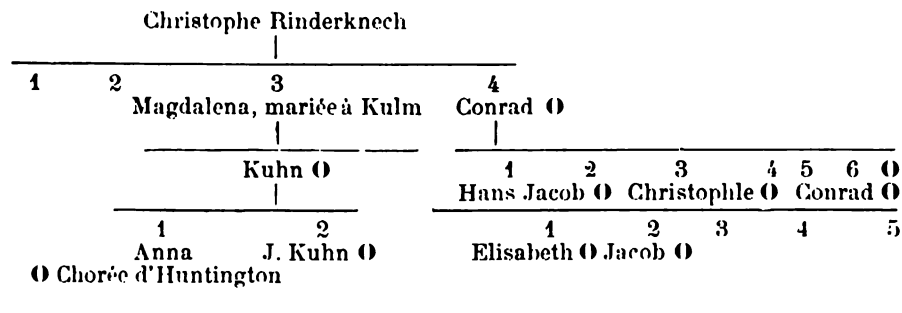 Christophe Rinderknech
1 2 3 4
Magdalena, mariée à Kulm Conrad O
Kuhn O 1 2 3 4 5 6 O
Hans Jacob O Christophle O Conrad O
1 2 1 2 3 4 5
Anna J. Kuhn O Elisabeth O Jacob O
O Chorée d'Huntington